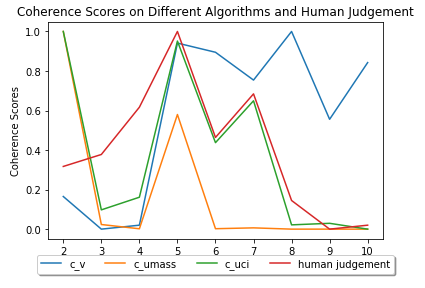 Coherence Scores on Different Algorithms and Human Judgement
Coherence Scores
1.0
0.8
0.6
0.4
0.2
0.0
2 3 4 5 6 7 8 9 10
c_v c_umass c_uci human judgement